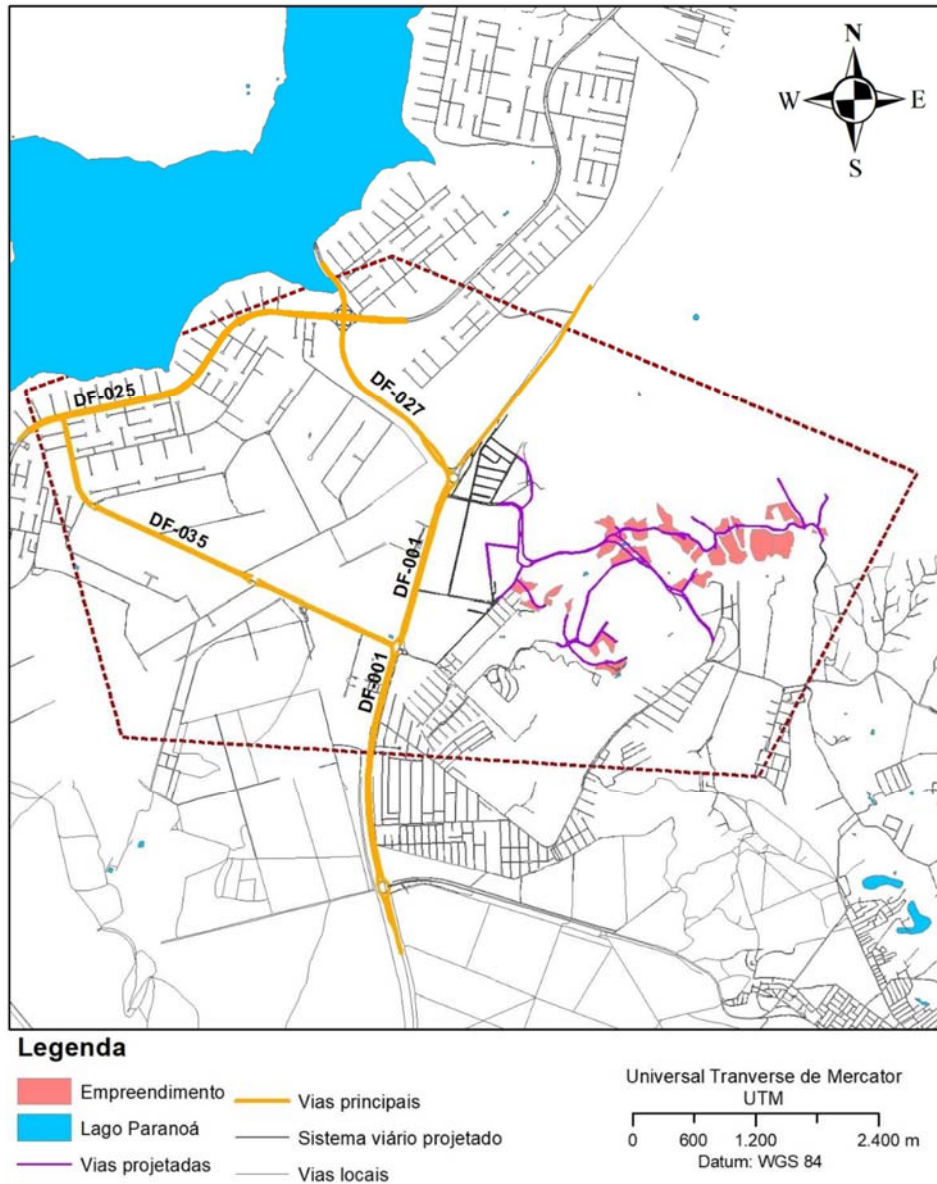 N
W E
S
DF-025
DF-027
DF-035
DF-001
DF-001
Legenda
Empreendimento
Lago Paranoá
Vias projetadas
Vias principais
Sistema viário projetado
Vias locais
Universal Tranverse de Mercator
UTM
0 600 1.200 2.400 m
Datum: WGS 84